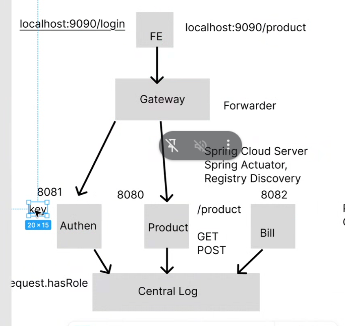 localhost:9090/login
localhost:9090/product
FE
Gateway
Forwarder
Spring Cloud Server
Spring Actuator,
Registry Discovery
8081
8080
8082
key
20 × 15
Authen
Product
/product
GET
POST
Bill
equest.hasRole
Central Log